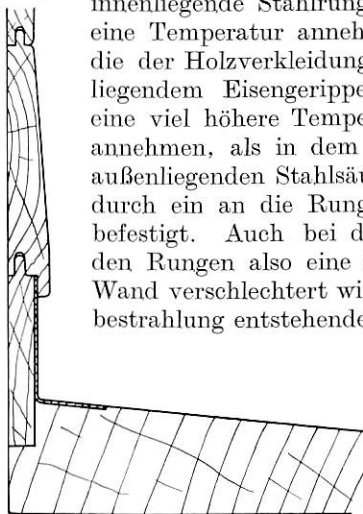 innenliegende Stahlrung
eine Temperatur anneh
die der Holzverkleidung
liegendem Eisengerippe
eine viel höhere Tempe
annehmen, als in dem
außenliegenden Stahlsäu
durch ein an die Rung
befestigt. Auch bei d
den Rungen also eine
Wand verschlechtert wi
bestrahlung entstehende